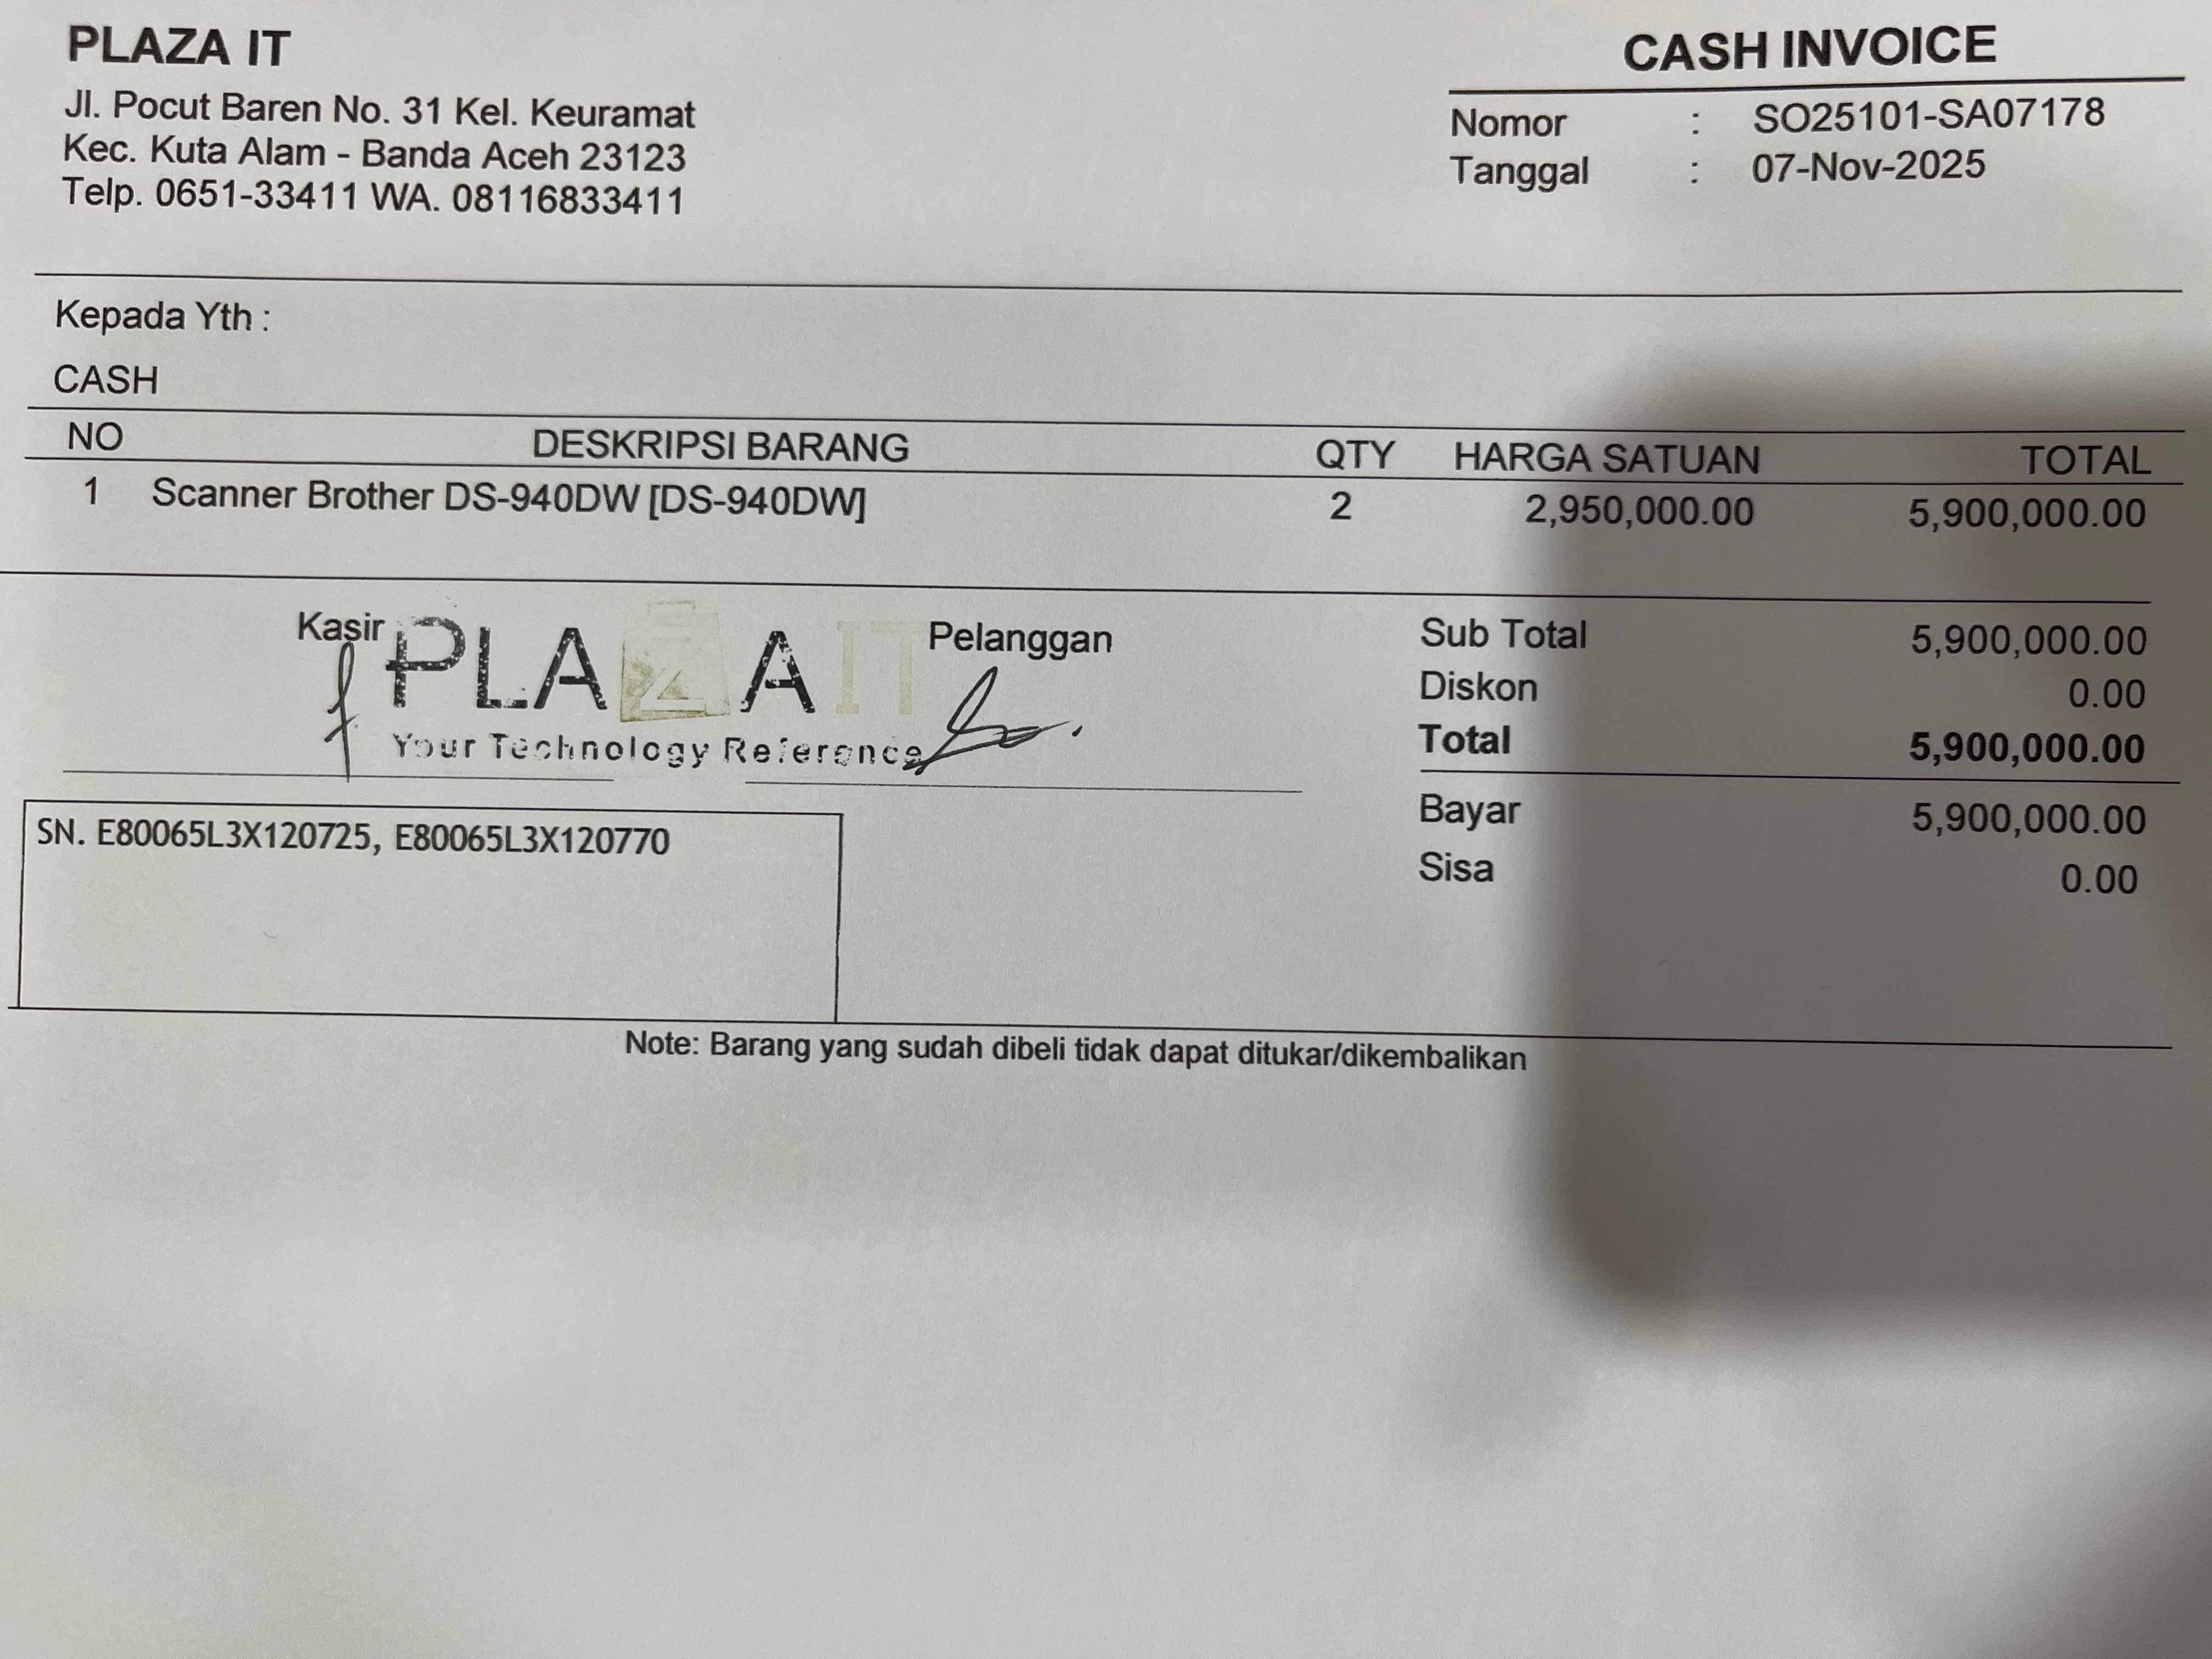 PLAZA IT
Jl. Pocut Baren No. 31 Kel. Keuramat
Kec. Kuta Alam - Banda Aceh 23123
Telp. 0651-33411 WA. 08116833411
CASH INVOICE
Nomor : SO25101-SA07178
Tanggal : 07-Nov-2025
Kepada Yth :
CASH
NO DESKRIPSI BARANG QTY HARGA SATUAN TOTAL
1 Scanner Brother DS-940DW [DS-940DW] 2 2,950,000.00 5,900,000.00
Kasir Pelanggan
PLAZA IT
Your Technology Reference
Sub Total 5,900,000.00
Diskon 0.00
Total 5,900,000.00
Bayar 5,900,000.00
Sisa 0.00
SN. E80065L3X120725, E80065L3X120770
Note: Barang yang sudah dibeli tidak dapat ditukar/dikembalikan